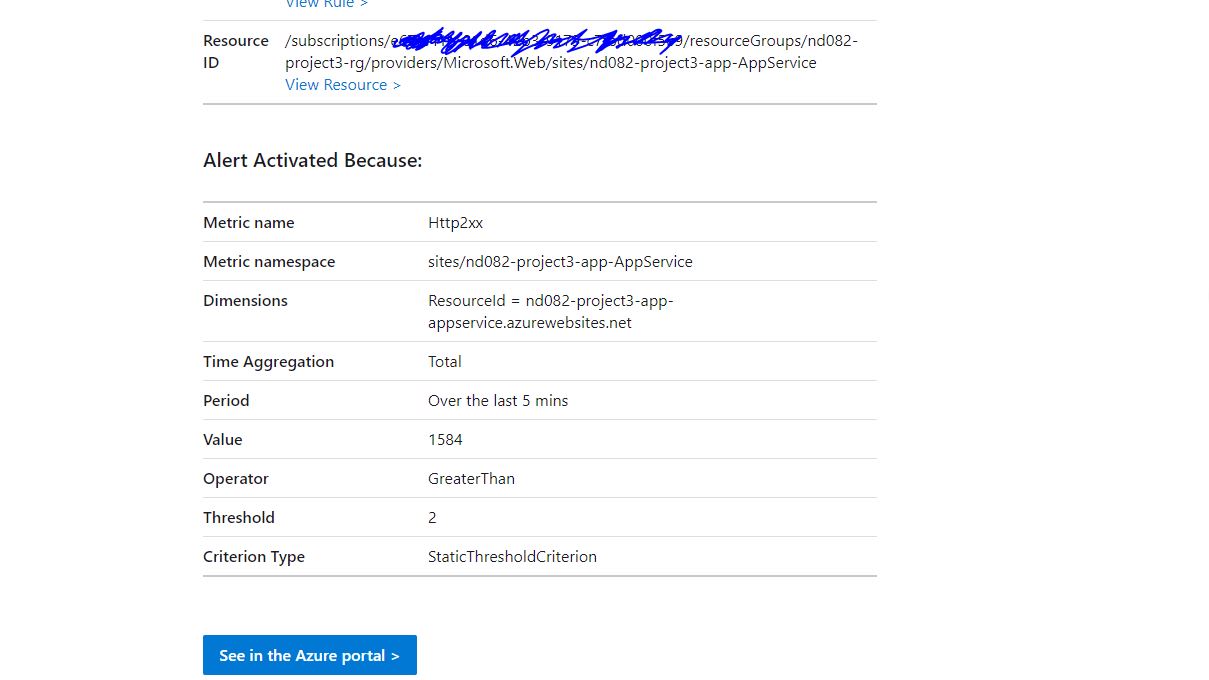 View Rule >
Resource /subscriptions/ /resourceGroups/nd082-
ID project3-rg/providers/Microsoft.Web/sites/nd082-project3-app-AppService
View Resource >
Alert Activated Because:
Metric name Http2xx
Metric namespace sites/nd082-project3-app-AppService
Dimensions ResourceId = nd082-project3-app-
appservice.azurewebsites.net
Time Aggregation Total
Period Over the last 5 mins
Value 1584
Operator GreaterThan
Threshold 2
Criterion Type StaticThresholdCriterion
See in the Azure portal >